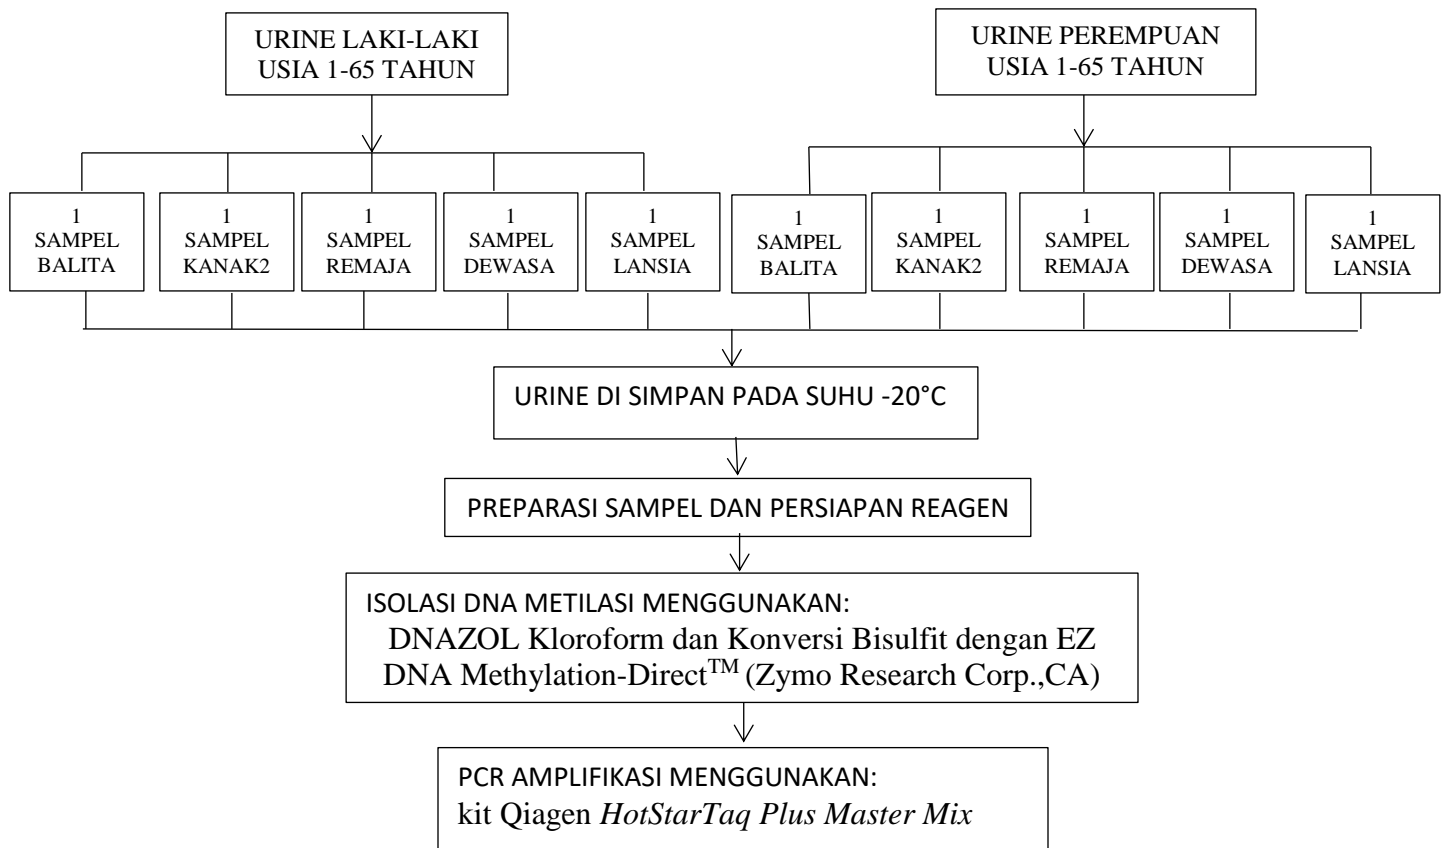 URINE LAKI-LAKI
USIA 1-65 TAHUN
URINE PEREMPUAN
USIA 1-65 TAHUN
1
SAMPEL
BALITA
1
SAMPEL
KANAK2
1
SAMPEL
REMAJA
1
SAMPEL
DEWASA
1
SAMPEL
LANSIA
1
SAMPEL
BALITA
1
SAMPEL
KANAK2
1
SAMPEL
REMAJA
1
SAMPEL
DEWASA
1
SAMPEL
LANSIA
URINE DI SIMPAN PADA SUHU -20°C
PREPARASI SAMPEL DAN PERSIAPAN REAGEN
ISOLASI DNA METILASI MENGGUNAKAN:
DNAZOL Kloroform dan Konversi Bisulfit dengan EZ
DNA Methylation-Direct™ (Zymo Research Corp.,CA)
PCR AMPLIFIKASI MENGGUNAKAN:
kit Qiagen HotStarTaq Plus Master Mix